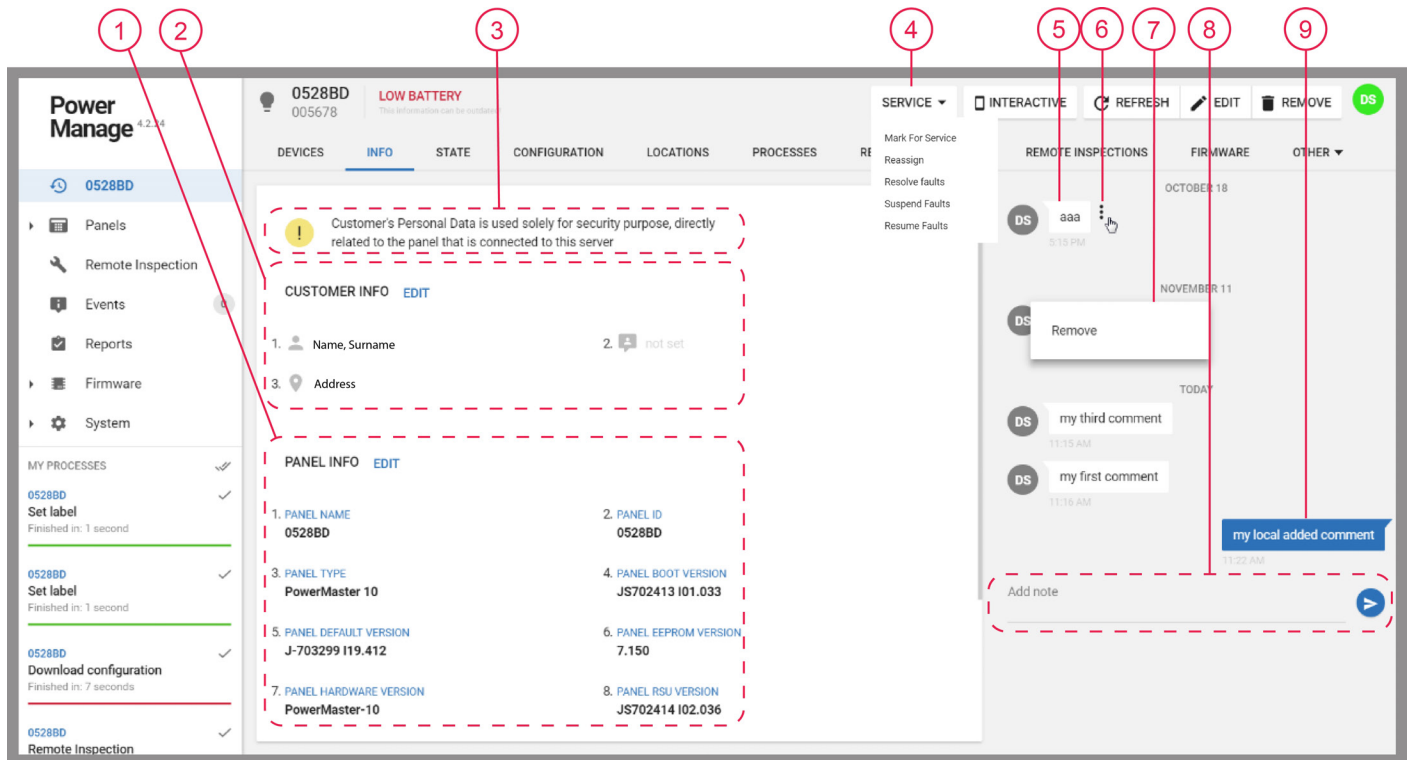 1 2 3 4 5 6 7 8 9
Power
Manage 4.2.24
0528BD
Panels
Remote Inspection
Events
Reports
Firmware
System
MY PROCESSES
0528BD
Set label
Finished in: 1 second
0528BD
Set label
Finished in: 1 second
0528BD
Download configuration
Finished in: 7 seconds
0528BD
Remote Inspection
0528BD LOW BATTERY
005678 This information can be outdated
SERVICE INTERACTIVE REFRESH EDIT REMOVE DS
Mark For Service
Reassign
Resolve faults
Suspend Faults
Resume Faults
DEVICES INFO STATE CONFIGURATION LOCATIONS PROCESSES RE REMOTE INSPECTIONS FIRMWARE OTHER
! Customer's Personal Data is used solely for security purpose, directly
related to the panel that is connected to this server
CUSTOMER INFO EDIT
1. Name, Surname 2. not set
3. Address
PANEL INFO EDIT
1. PANEL NAME 2. PANEL ID
0528BD 0528BD
3. PANEL TYPE 4. PANEL BOOT VERSION
PowerMaster 10 JS702413 I01.033
5. PANEL DEFAULT VERSION 6. PANEL EEPROM VERSION
J-703299 I19.412 7.150
7. PANEL HARDWARE VERSION 8. PANEL RSU VERSION
PowerMaster-10 JS702414 I02.036
OCTOBER 18
DS aaa
5:15 PM
NOVEMBER 11
DS
Remove
TODAY
DS my third comment
11:15 AM
DS my first comment
11:16 AM
my local added comment
11:22 AM
Add note